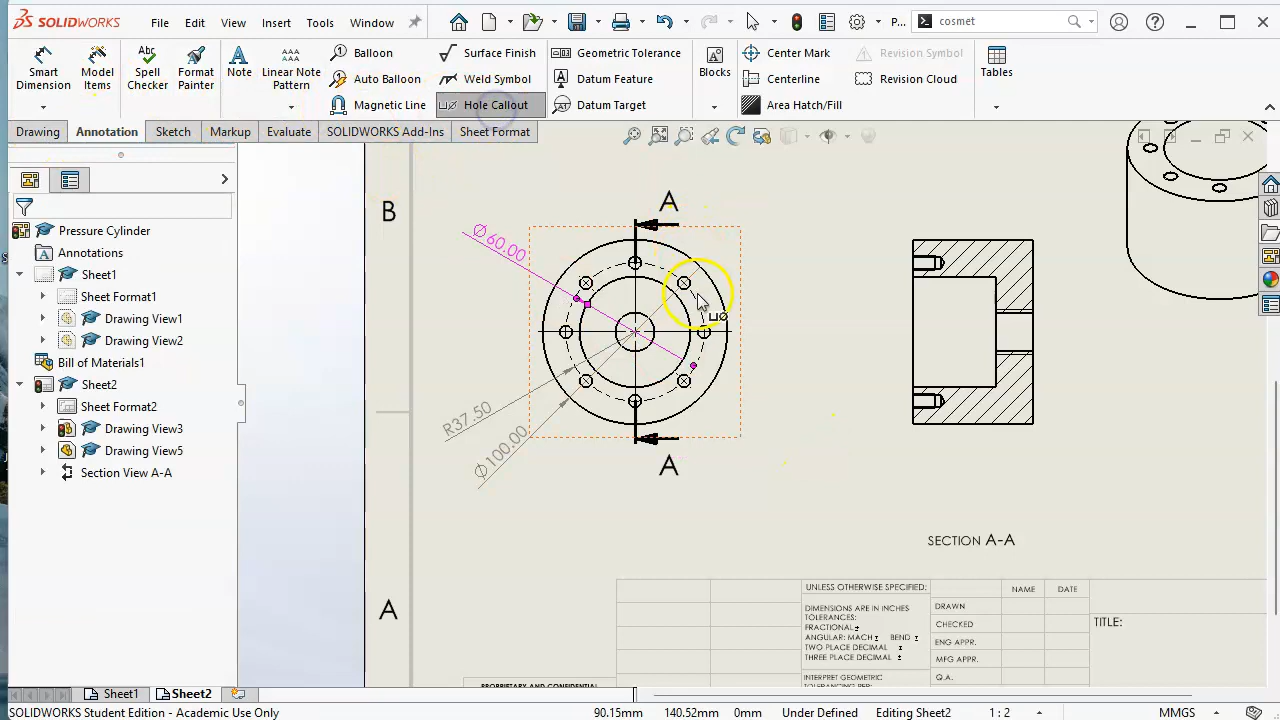 SOLIDWORKS File Edit View Insert Tools Window P... cosmet
Smart Dimension
Model Items
Spell Checker
Format Painter
Note
Linear Note Pattern
Balloon
Auto Balloon
Magnetic Line
Surface Finish
Weld Symbol
Hole Callout
Geometric Tolerance
Datum Feature
Datum Target
Blocks
Center Mark
Centerline
Area Hatch/Fill
Revision Symbol
Revision Cloud
Tables
Drawing Annotation Sketch Markup Evaluate SOLIDWORKS Add-Ins Sheet Format
Pressure Cylinder
Annotations
Sheet1
Sheet Format1
Drawing View1
Drawing View2
Bill of Materials1
Sheet2
Sheet Format2
Drawing View3
Drawing View5
Section View A-A
B
A
A
Ø60.00
R37.50
Ø100.00
A
SECTION A-A
A
UNLESS OTHERWISE SPECIFIED:
DIMENSIONS ARE IN INCHES
TOLERANCES:
FRACTIONAL±
ANGULAR: MACH± BEND ±
TWO PLACE DECIMAL ±
THREE PLACE DECIMAL ±
INTERPRET GEOMETRIC
TOLERANCING PER:
NAME DATE
DRAWN
CHECKED
ENG APPR.
MFG APPR.
Q.A.
TITLE:
PROPRIETARY AND CONFIDENTIAL
Sheet1 Sheet2
SOLIDWORKS Student Edition - Academic Use Only 90.15mm 140.52mm 0mm Under Defined Editing Sheet2 1 : 2 MMGS